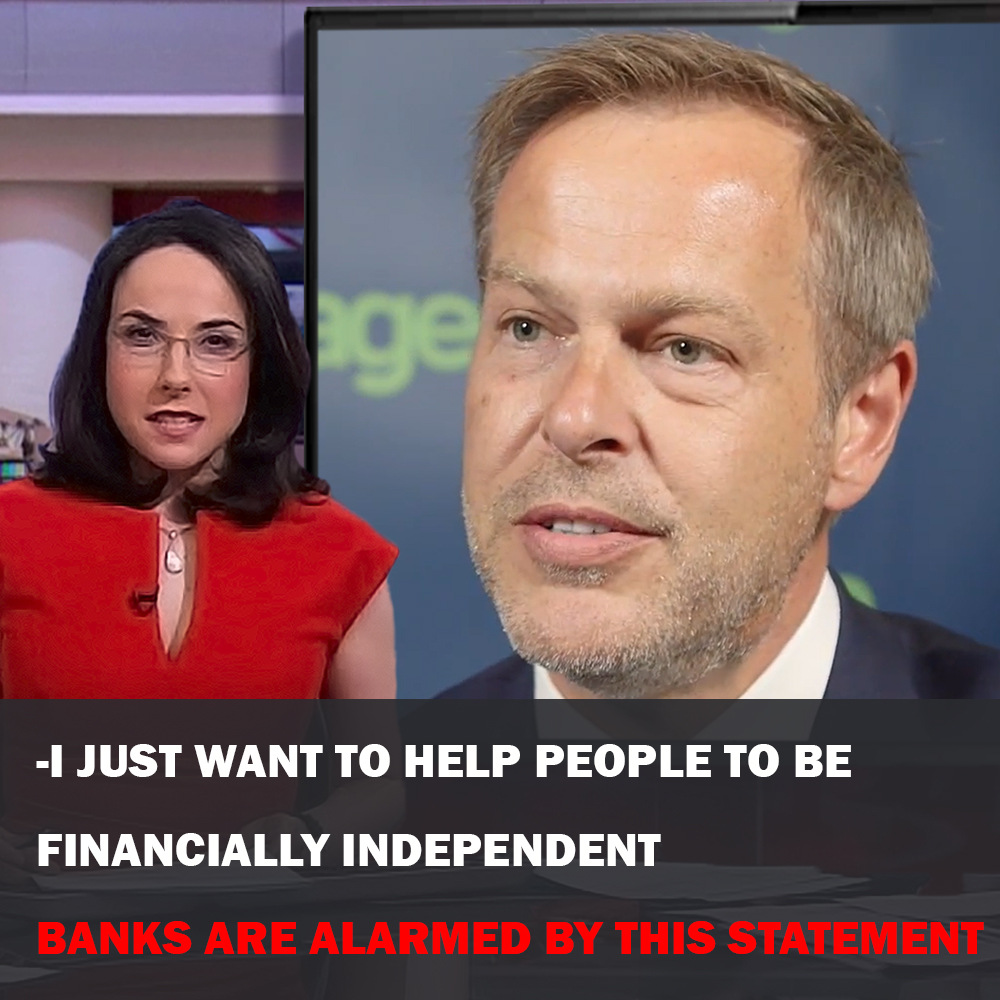 age
-I JUST WANT TO HELP PEOPLE TO BE
FINANCIALLY INDEPENDENT
BANKS ARE ALARMED BY THIS STATEMENT